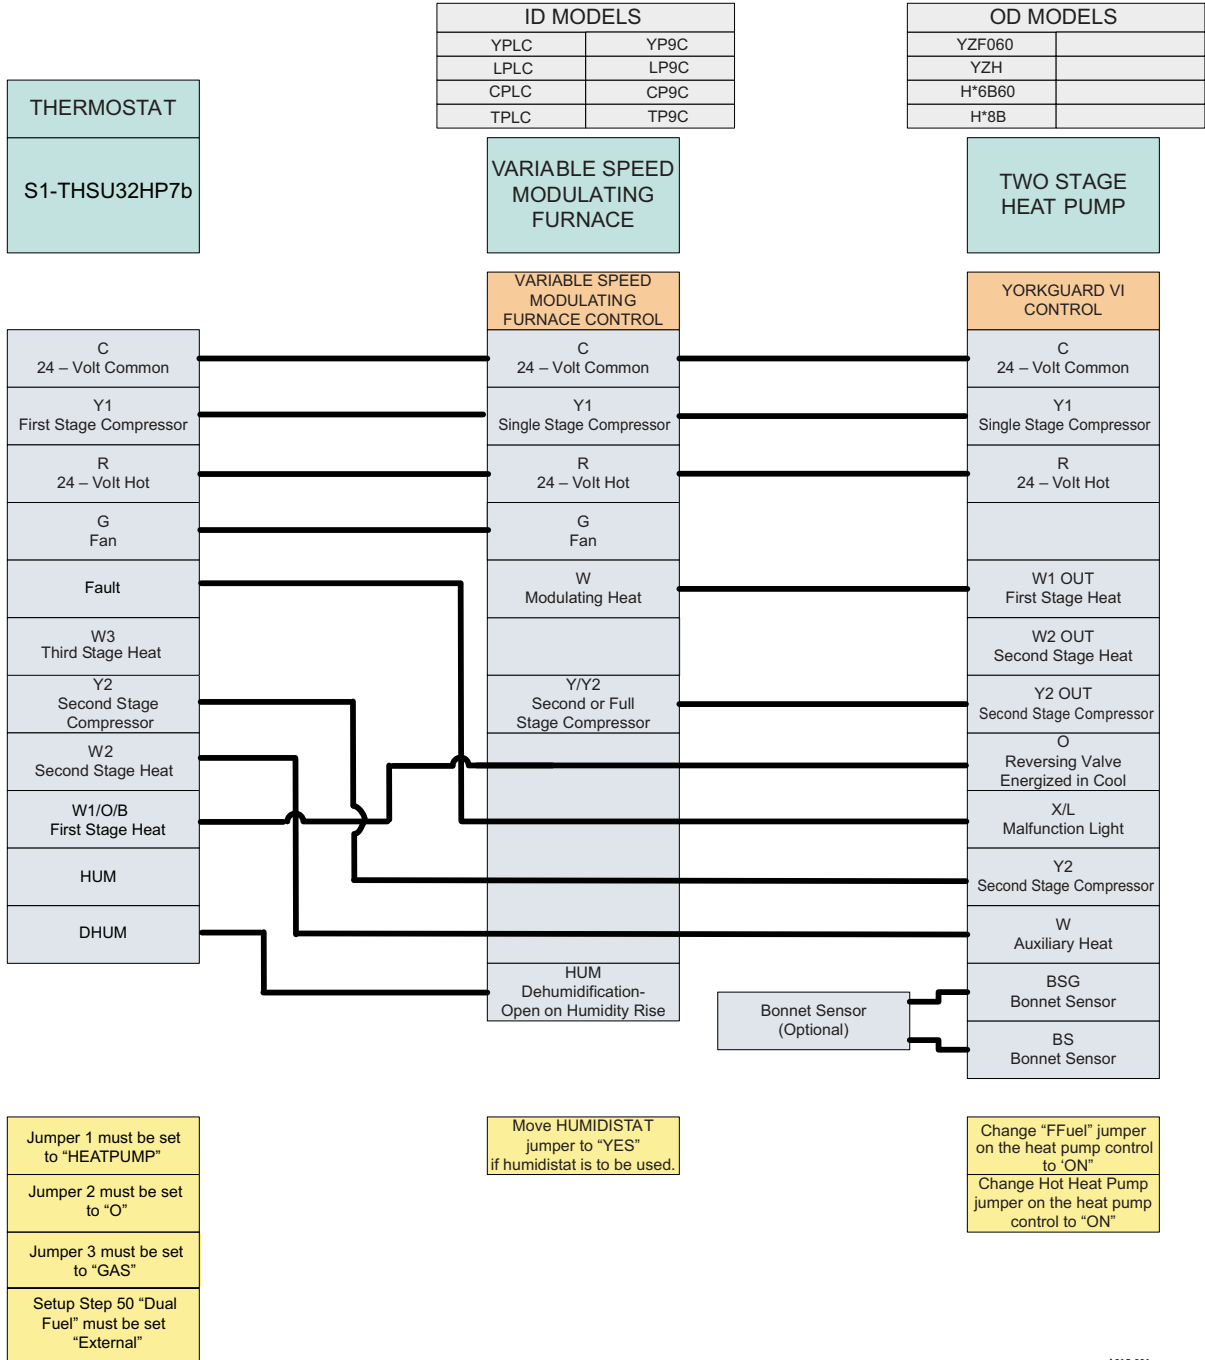 ID MODELS
YPLC YP9C
LPLC LP9C
CPLC CP9C
TPLC TP9C
OD MODELS
YZF060
YZH
H*6B60
H*8B
THERMOSTAT
S1-THSU32HP7b
VARIABLE SPEED
MODULATING
FURNACE
TWO STAGE
HEAT PUMP
VARIABLE SPEED
MODULATING
FURNACE CONTROL
YORKGUARD VI
CONTROL
C
24 – Volt Common
Y1
First Stage Compressor
R
24 – Volt Hot
G
Fan
Fault
W3
Third Stage Heat
Y2
Second Stage
Compressor
W2
Second Stage Heat
W1/O/B
First Stage Heat
HUM
DHUM
C
24 – Volt Common
Y1
Single Stage Compressor
R
24 – Volt Hot
G
Fan
W
Modulating Heat
Y/Y2
Second or Full
Stage Compressor
HUM
Dehumidification-
Open on Humidity Rise
C
24 – Volt Common
Y1
Single Stage Compressor
R
24 – Volt Hot
W1 OUT
First Stage Heat
W2 OUT
Second Stage Heat
Y2 OUT
Second Stage Compressor
O
Reversing Valve
Energized in Cool
X/L
Malfunction Light
Y2
Second Stage Compressor
W
Auxiliary Heat
BSG
Bonnet Sensor
BS
Bonnet Sensor
Bonnet Sensor
(Optional)
Jumper 1 must be set
to “HEATPUMP”
Jumper 2 must be set
to “O”
Jumper 3 must be set
to “GAS”
Setup Step 50 “Dual
Fuel” must be set
“External”
Move HUMIDISTAT
jumper to “YES”
if humidistat is to be used.
Change “FFuel” jumper
on the heat pump control
to ‘ON”
Change Hot Heat Pump
jumper on the heat pump
control to “ON”